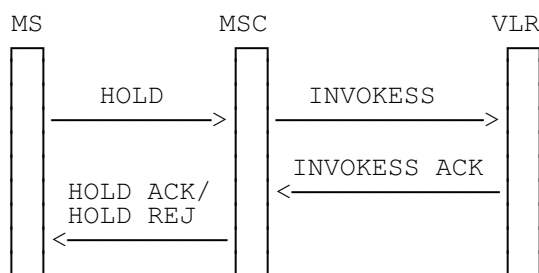 MS MSC VLR
HOLD INVOKESS
INVOKESS ACK
HOLD ACK/
HOLD REJ